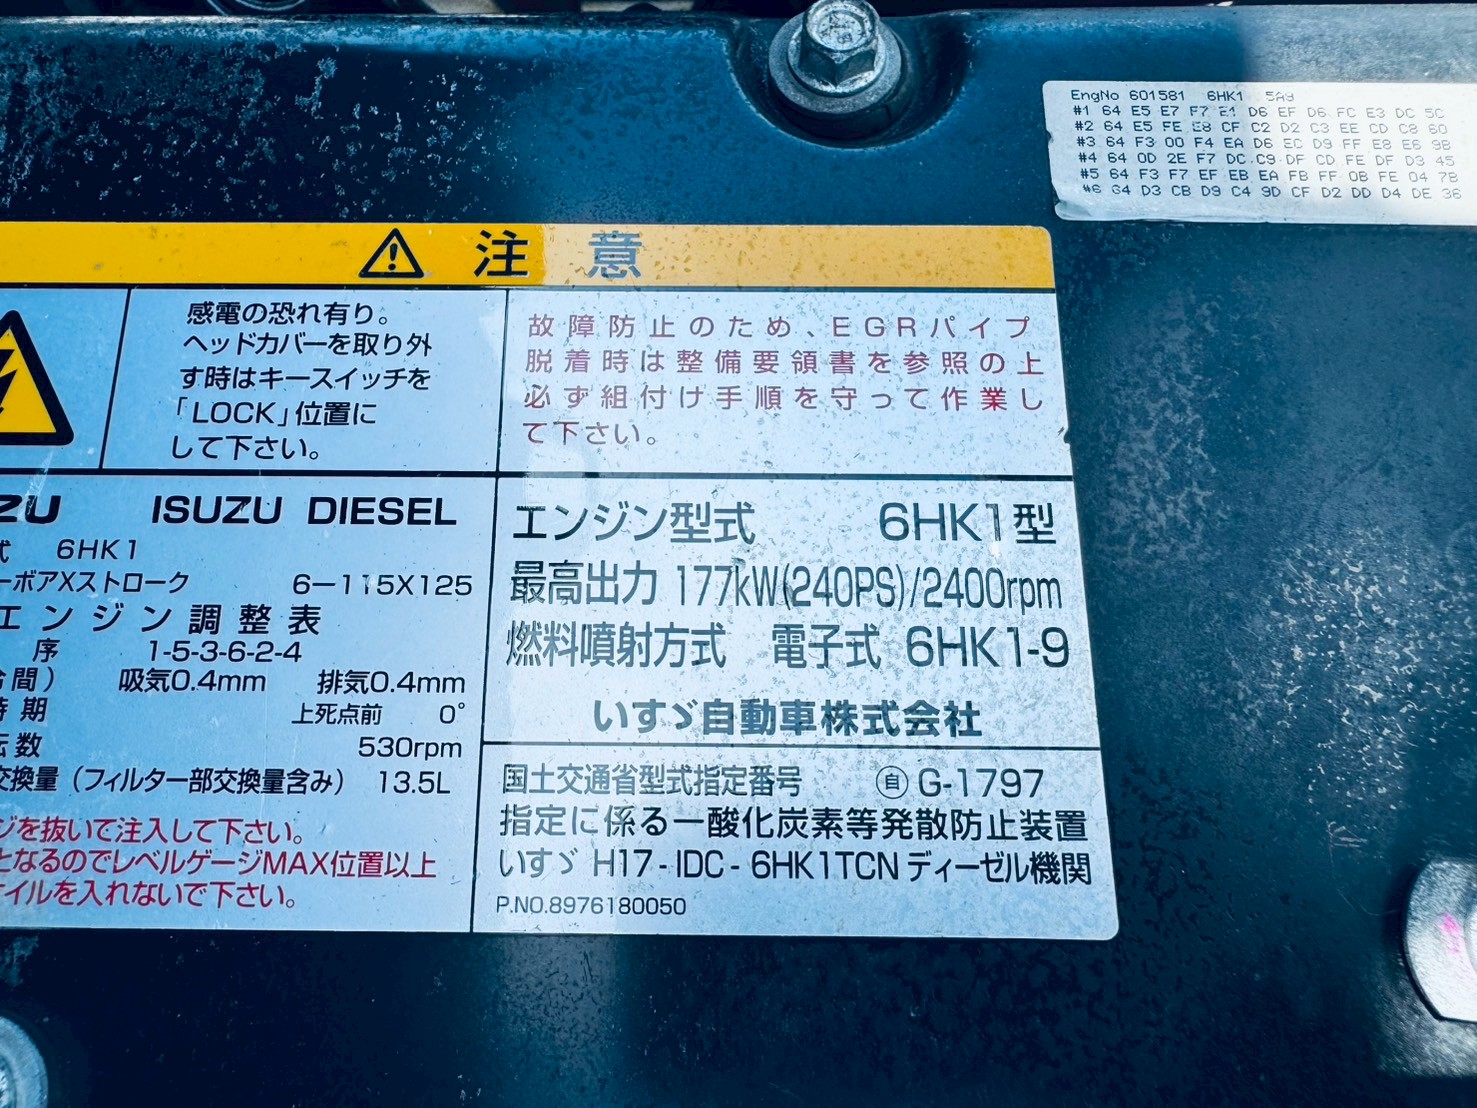 EngNo 601581 6HK1 5A9
#1 64 E5 E7 F7 E1 D6 EF D6 FC E3 DC 5C
#2 64 E5 FE E8 CF C2 D2 C3 EE CD C8 60
#3 64 F3 00 F4 EA D6 EC D9 FF E8 E6 9B
#4 64 0D 2E F7 DC C9 DF CD FE DF D3 45
#5 64 F3 F7 EF EB EA FB FF 0B FE 04 7B
#6 64 D3 CB D9 C4 9D CF D2 DD D4 DE 36
注意
感電の恐れ有り。
ヘッドカバーを取り外
す時はキースイッチを
「LOCK」位置に
して下さい。
故障防止のため、EGRパイプ
脱着時は整備要領書を参照の上
必ず組付け手順を守って作業し
て下さい。
ZU ISUZU DIESEL
式 6HK1
ーボアXストローク 6−115X125
エンジン調整表
序 1-5-3-6-2-4
間） 吸気0.4mm 排気0.4mm
時期 上死点前 0°
転数 530rpm
交換量（フィルター部交換量含み） 13.5L
ジを抜いて注入して下さい。
となるのでレベルゲージMAX位置以上
イルを入れないで下さい。
エンジン型式 6HK1型
最高出力 177kW(240PS)/2400rpm
燃料噴射方式 電子式 6HK1-9
いすゞ自動車株式会社
国土交通省型式指定番号 自 G-1797
指定に係る一酸化炭素等発散防止装置
いすゞ H17-IDC-6HK1TCN ディーゼル機関
P.NO.8976180050